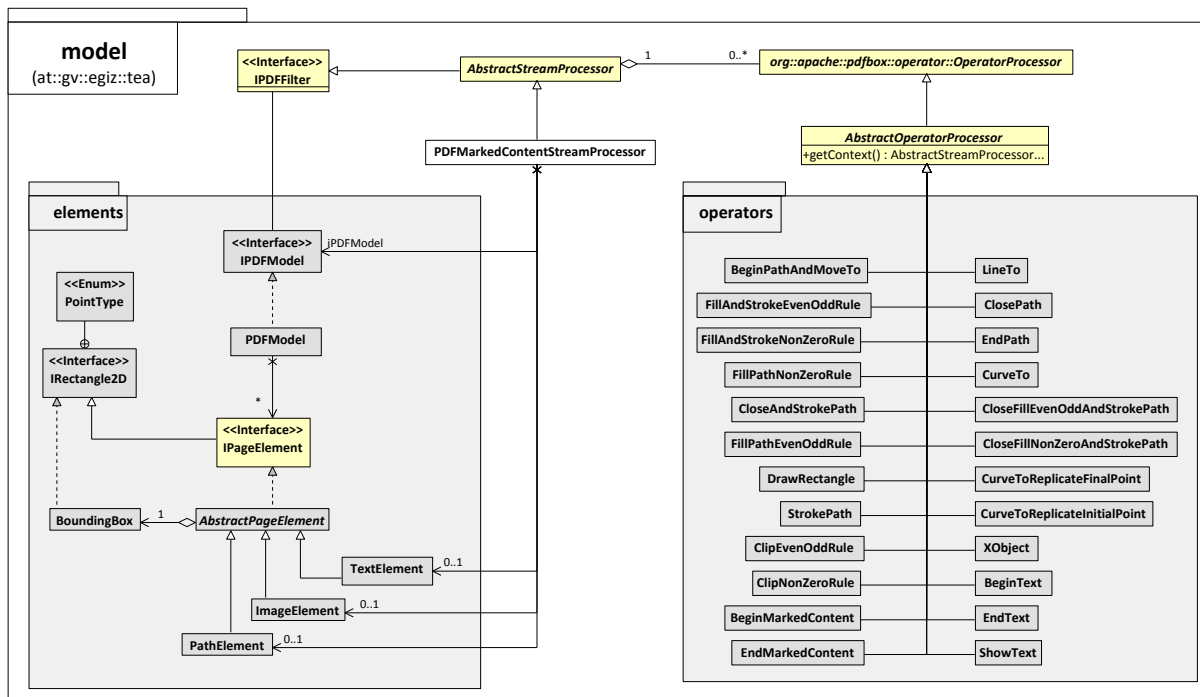 model
(at::gv::egiz::tea)
<<Interface>>
IPDFFilter
AbstractStreamProcessor
1
0..*
org::apache::pdfbox::operator::OperatorProcessor
AbstractOperatorProcessor
+getContext() : AbstractStreamProcessor...
PDFMarkedContentStreamProcessor
elements
<<Interface>>
IPDFModel
iPDFModel
<<Enum>>
PointType
PDFModel
<<Interface>>
IRectangle2D
*
<<Interface>>
IPageElement
BoundingBox
1
AbstractPageElement
TextElement
0..1
ImageElement
0..1
PathElement
0..1
operators
BeginPathAndMoveTo
LineTo
FillAndStrokeEvenOddRule
ClosePath
FillAndStrokeNonZeroRule
EndPath
FillPathNonZeroRule
CurveTo
CloseAndStrokePath
CloseFillEvenOddAndStrokePath
FillPathEvenOddRule
CloseFillNonZeroAndStrokePath
DrawRectangle
CurveToReplicateFinalPoint
StrokePath
CurveToReplicateInitialPoint
ClipEvenOddRule
XObject
ClipNonZeroRule
BeginText
BeginMarkedContent
EndText
EndMarkedContent
ShowText